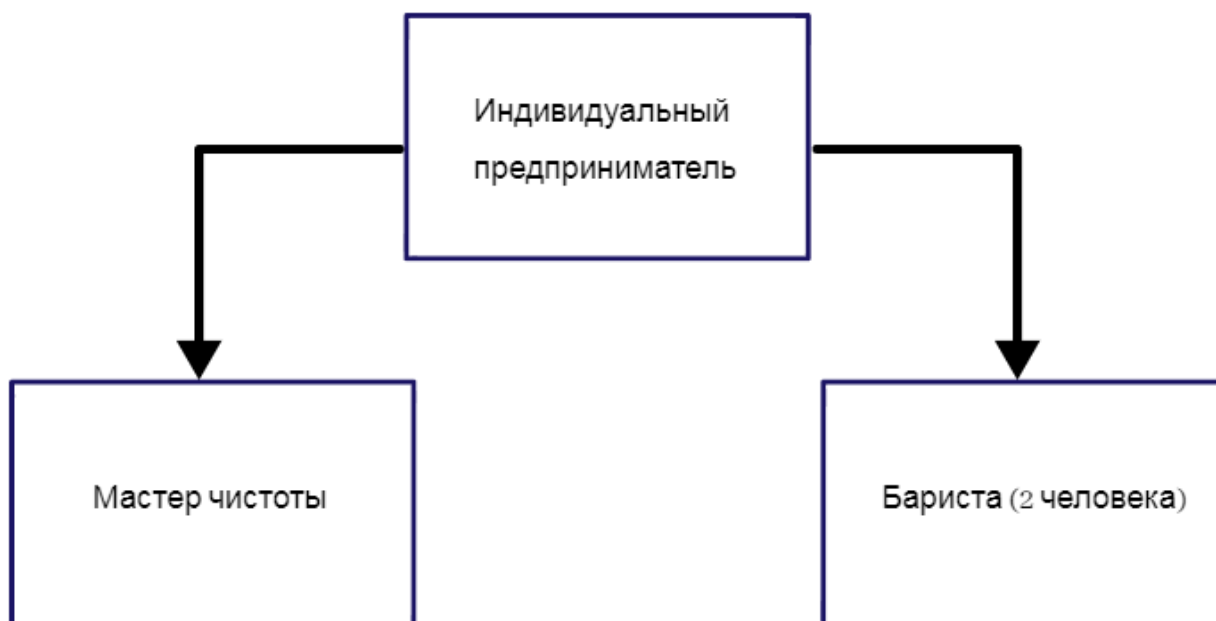 Индивидуальный
предприниматель
Мастер чистоты
Бариста (2 человека)